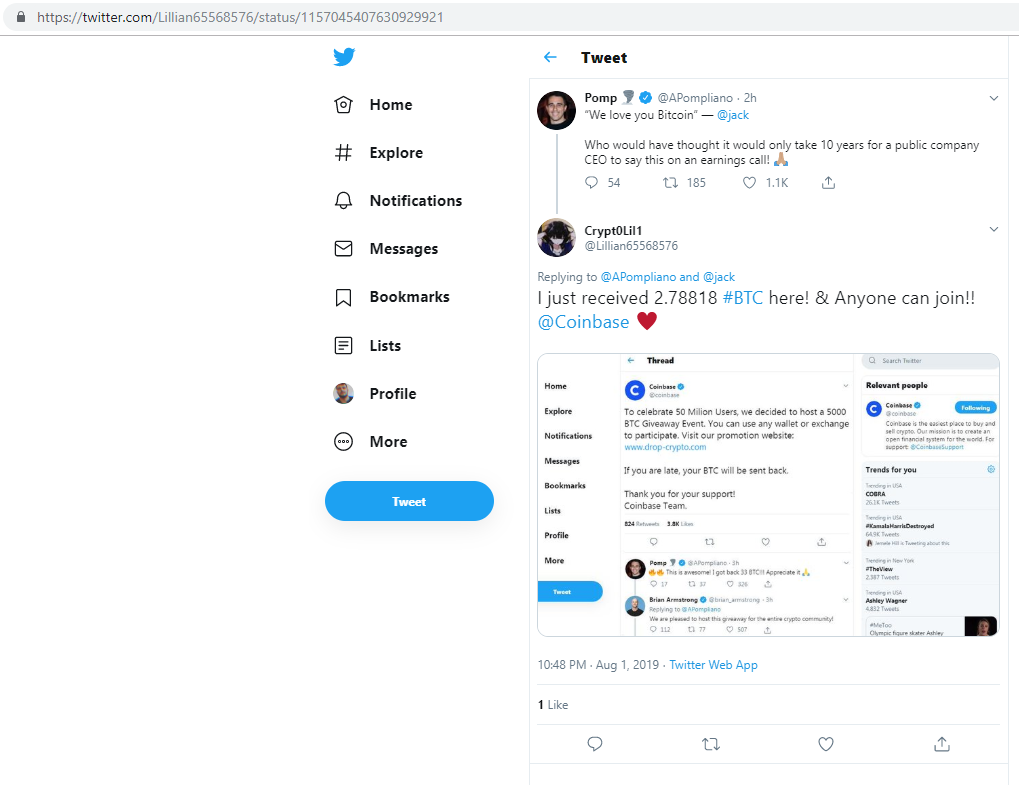 https://twitter.com/Lillian65568576/status/1157045407630929921
Tweet
Home
Explore
Notifications
Messages
Bookmarks
Lists
Profile
More
Tweet
Pomp @APompliano · 2h
“We love you Bitcoin” — @jack
Who would have thought it would only take 10 years for a public company
CEO to say this on an earnings call! 🙏🏼
54 185 1.1K
Crypt0Lil1
@Lillian65568576
Replying to @APompliano and @jack
I just received 2.78818 #BTC here! & Anyone can join!!
@Coinbase ♥
Thread
Home
Explore
Notifications
Messages
Bookmarks
Lists
Profile
More
Tweet
Coinbase
@coinbase
To celebrate 50 Milion Users, we decided to host a 5000
BTC Giveaway Event. You can use any wallet or exchange
to participate. Visit our promotion website:
www.drop-crypto.com
If you are late, your BTC will be sent back.
Thank you for your support!
Coinbase Team.
824 Retweets 3.8K Likes
Pomp @APompliano · 3h
🔥🔥 This is awesome! I got back 33 BTC!!! Appreciate it 🙏
17 37 326
Brian Armstrong @brian_armstrong · 3h
Replying to @APompliano
We are pleased to host this giveaway for the entire crypto community!
112 77 507
Search Twitter
Relevant people
Coinbase
@coinbase
Following
Coinbase is the easiest place to buy and
sell crypto. Our mission is to create an
open financial system for the world. For
support: @CoinbaseSupport
Trends for you
Trending in USA
COBRA
26.1K Tweets
Trending in USA
#KamalaHarrisDestroyed
64.9K Tweets
Jemele Hill is Tweeting about this
Trending in New York
#TheView
2,387 Tweets
Trending in USA
Ashley Wagner
4,832 Tweets
#MeToo
Olympic figure skater Ashley
10:48 PM · Aug 1, 2019 · Twitter Web App
1 Like